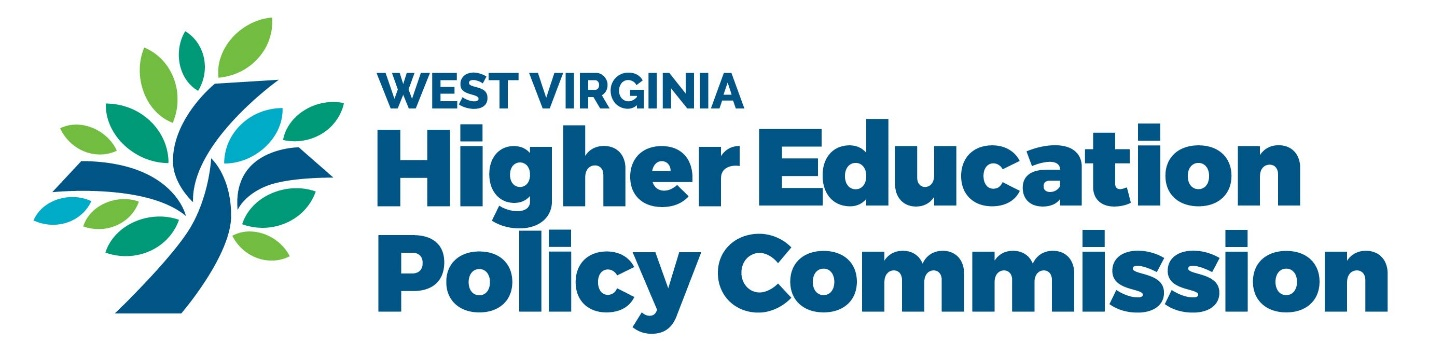 WEST VIRGINIA
Higher Education
Policy Commission